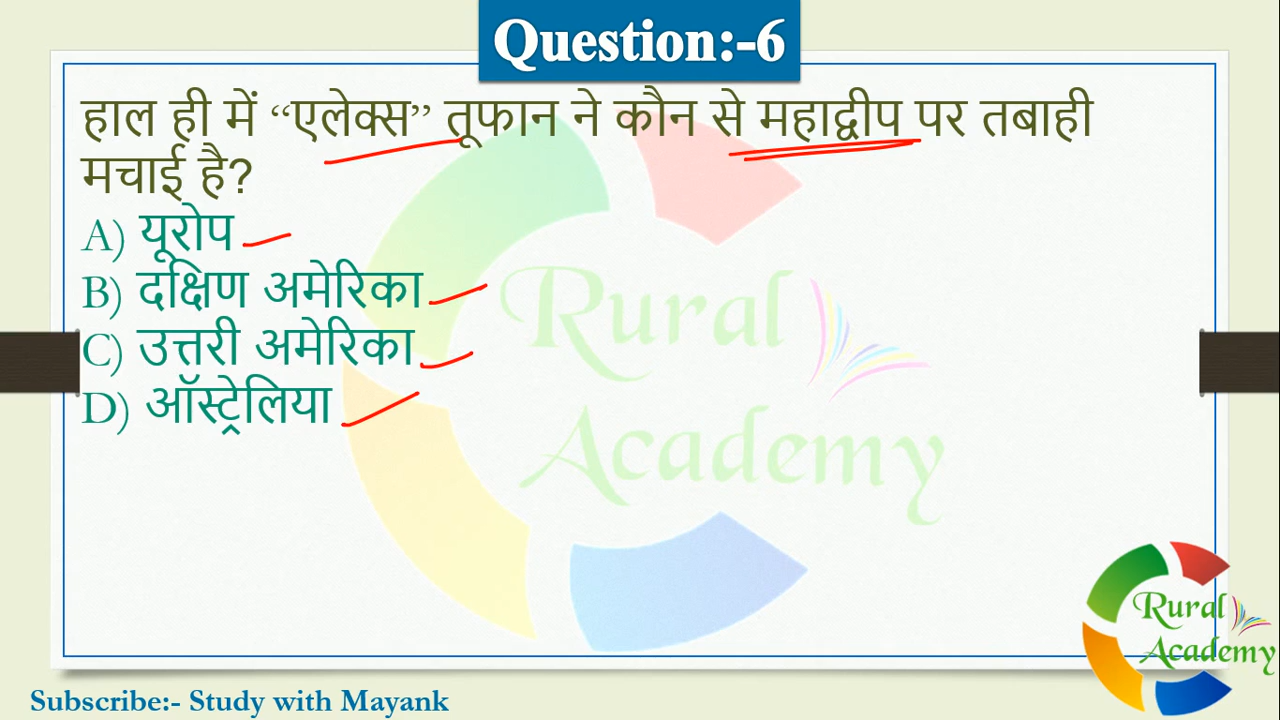 Question:-6
हाल ही में “एलेक्स” तूफान ने कौन से महाद्वीप पर तबाही
मचाई है?
A) यूरोप
B) दक्षिण अमेरिका
C) उत्तरी अमेरिका
D) ऑस्ट्रेलिया
Rural
Academy
Rural
Academy
Subscribe:- Study with Mayank